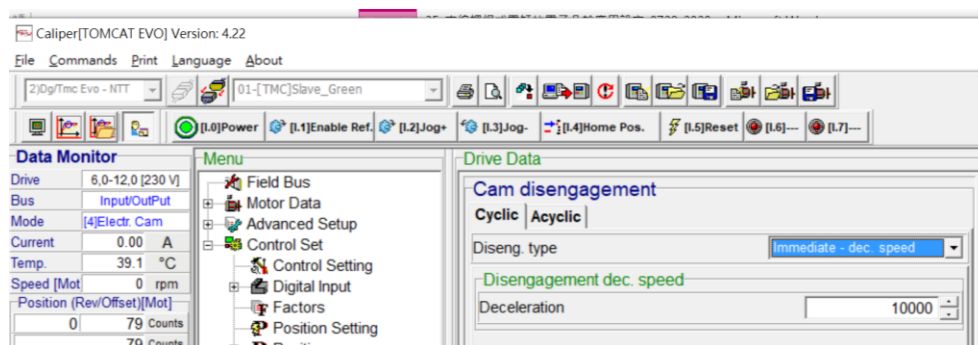 Caliper[TOMCAT EVO] Version: 4.22
File Commands Print Language About
2)Dg/Tmc Evo - NTT 01-[TMC]Slave_Green
[I.0]Power [I.1]Enable Ref. [I.2]Jog+ [I.3]Jog- [I.4]Home Pos. [I.5]Reset [I.6]--- [I.7]---
Data Monitor
Drive 6,0-12,0 [230 V]
Bus Input/OutPut
Mode [4]Electr. Cam
Current 0.00 A
Temp. 39.1 °C
Speed [Mot 0 rpm
Position (Rev/Offset)[Mot]
0 79 Counts
79 Counts
Menu
Field Bus
Motor Data
Advanced Setup
Control Set
Control Setting
Digital Input
Factors
Position Setting
Drive Data
Cam disengagement
Cyclic Acyclic
Diseng. type Immediate - dec. speed
Disengagement dec. speed
Deceleration 10000